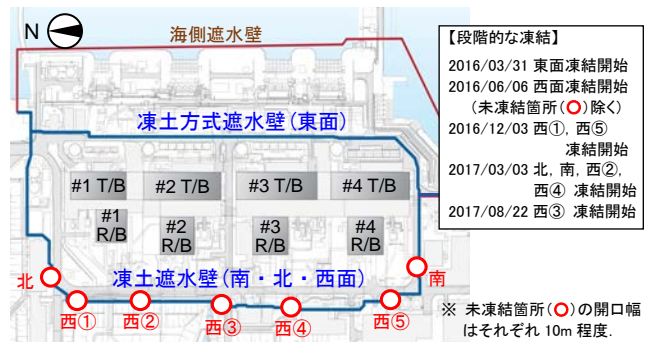 N
海側遮水壁
凍土方式遮水壁(東面)
#1 T/B
#2 T/B
#3 T/B
#4 T/B
#1
R/B
#2
R/B
#3
R/B
#4
R/B
北
凍土遮水壁(南・北・西面)
南
西①
西②
西③
西④
西⑤
【段階的な凍結】
2016/03/31 東面凍結開始
2016/06/06 西面凍結開始
(未凍結箇所(○)除く)
2016/12/03 西①, 西⑤
凍結開始
2017/03/03 北, 南, 西②,
西④ 凍結開始
2017/08/22 西③ 凍結開始
※ 未凍結箇所(○)の開口幅
はそれぞれ 10m 程度.